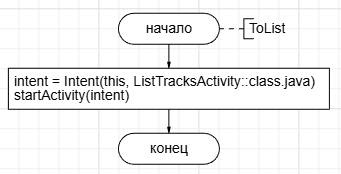 начало
ToList
intent = Intent(this, ListTracksActivity::class.java)
startActivity(intent)
конец